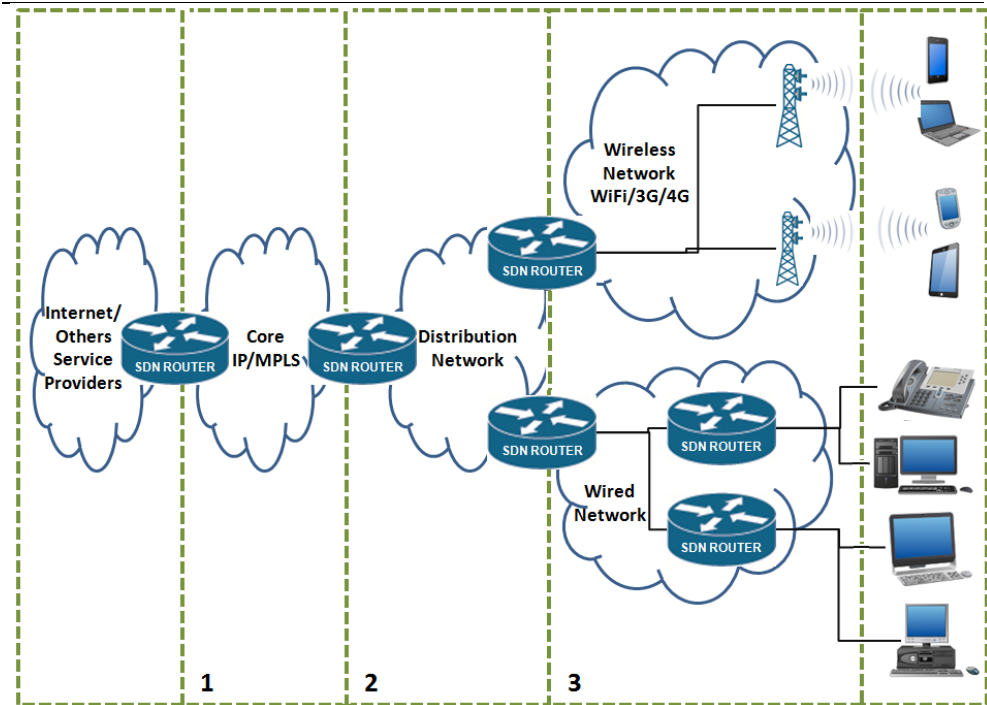 Internet/
Others
Service
Providers
SDN ROUTER
Core
IP/MPLS
SDN ROUTER
Distribution
Network
SDN ROUTER
SDN ROUTER
Wireless
Network
WiFi/3G/4G
Wired
Network
SDN ROUTER
SDN ROUTER
1
2
3